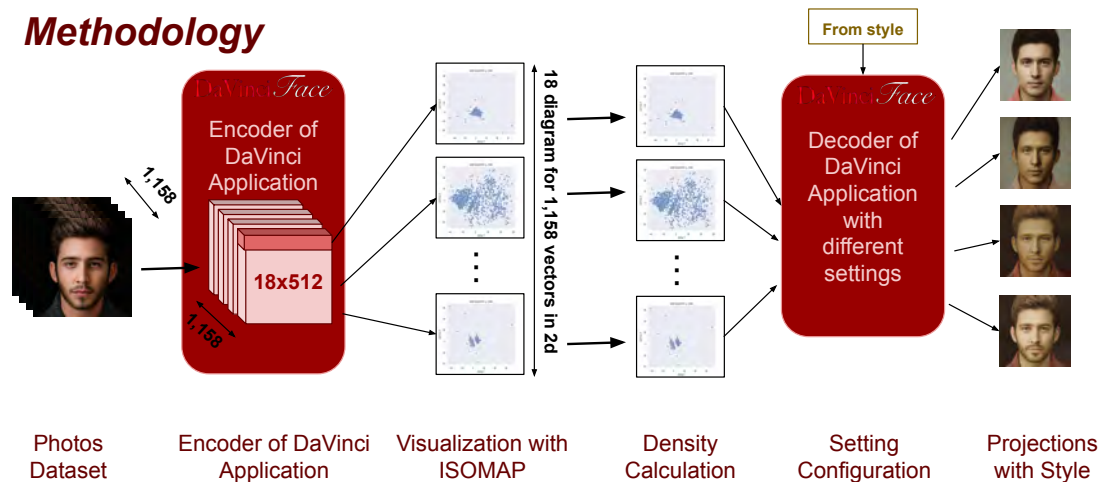 Methodology
From style
DaVinciFace
Encoder of
DaVinci
Application
18x512
1,158
1,158
18 diagram for 1,158 vectors in 2d
DaVinciFace
Decoder of
DaVinci
Application
with
different
settings
Photos
Dataset
Encoder of DaVinci
Application
Visualization with
ISOMAP
Density
Calculation
Setting
Configuration
Projections
with Style